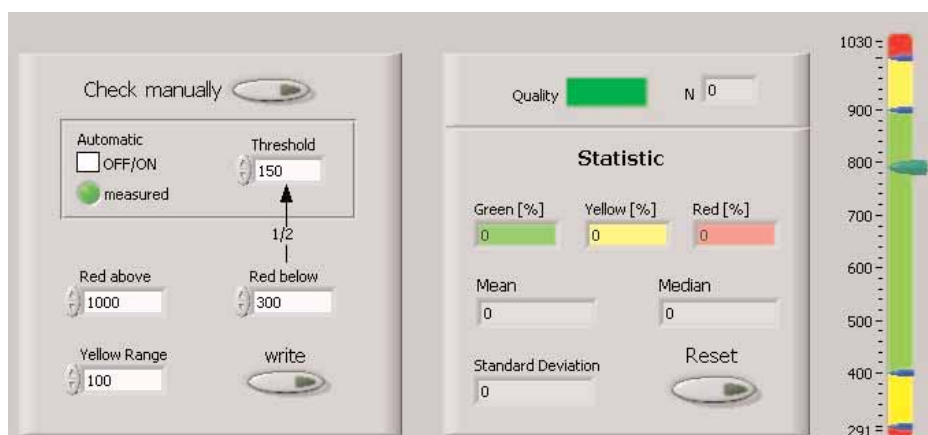 Check manually
Automatic
OFF/ON
measured
Threshold
150
1/2
Red above
1000
Red below
300
Yellow Range
100
write
Quality
N 0
Statistic
Green [%] Yellow [%] Red [%]
0 0 0
Mean Median
0 0
Standard Deviation
0
Reset
1030
900
800
700
600
500
400
291